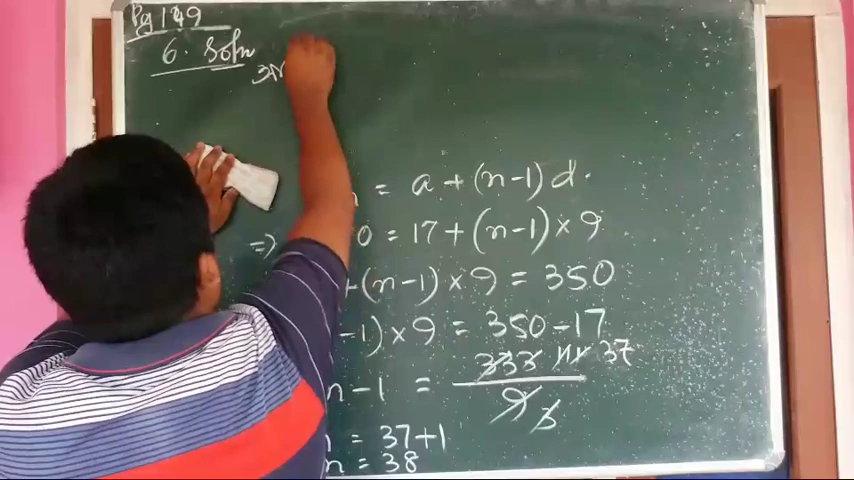 Pg 149
6. Soln
= a + (n-1)d.
=> 0 = 17 + (n-1) × 9
+ (n-1) × 9 = 350
-1) × 9 = 350 - 17
n-1 = 333 111 37 / 9 3
= 37+1
n = 38